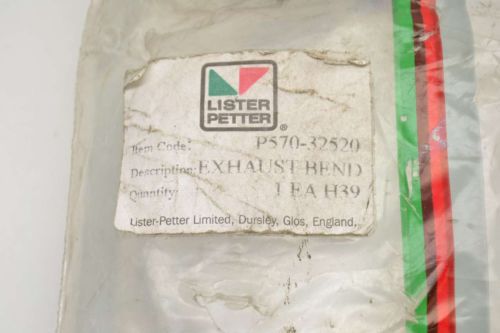 LISTER
PETTER
®
Item Code: P570-32520
Description: EXHAUST BEND
Quantity: 1 EA H39
Lister-Petter Limited, Dursley, Glos, England.